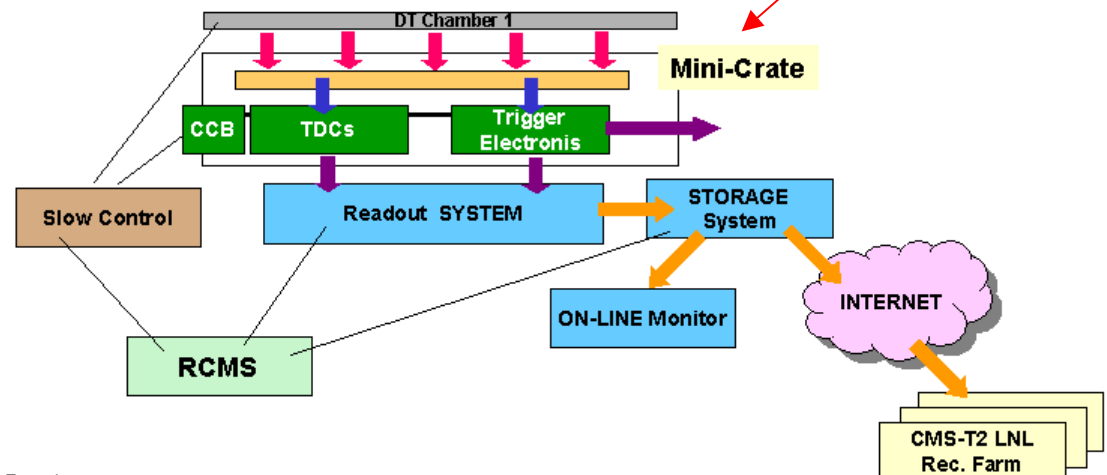 DT Chamber 1
Mini-Crate
CCB
TDCs
Trigger
Electronis
Slow Control
Readout SYSTEM
STORAGE
System
INTERNET
ON-LINE Monitor
RCMS
CMS-T2 LNL
Rec. Farm